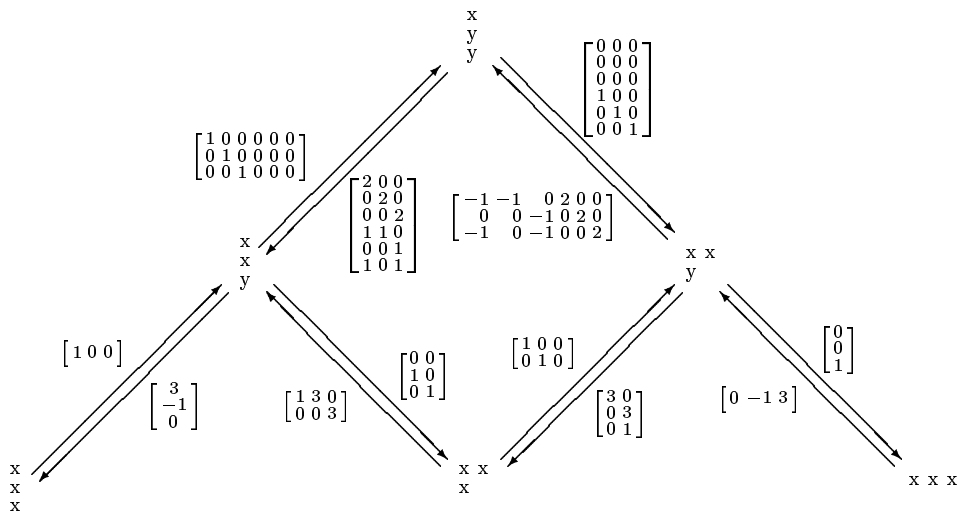 x
y
y
[0 0 0
0 0 0
0 0 0
1 0 0
0 1 0
0 0 1]
[1 0 0 0 0 0
0 1 0 0 0 0
0 0 1 0 0 0]
[2 0 0
0 2 0
0 0 2
1 1 0
0 0 1
1 0 1]
[−1 −1 0 2 0 0
0 0 −1 0 2 0
−1 0 −1 0 0 2]
x
x
y
x x
y
[1 0 0]
[3
−1
0]
[1 3 0
0 0 3]
[0 0
1 0
0 1]
[1 0 0
0 1 0]
[3 0
0 3
0 1]
[0 −1 3]
[0
0
1]
x
x
x
x x
x
x x x